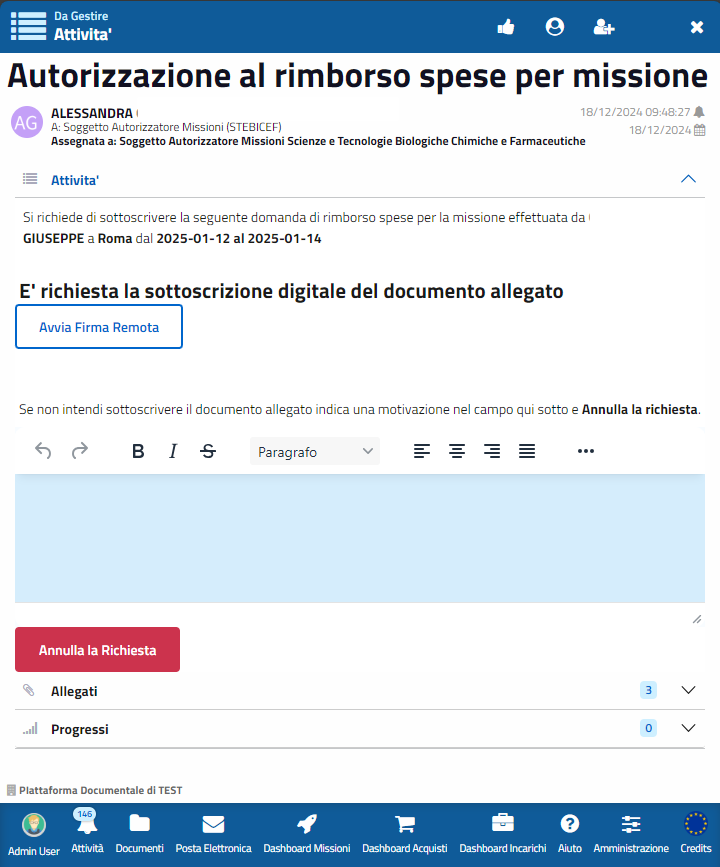 Da Gestire
Attivita'
Autorizzazione al rimborso spese per missione
AG
ALESSANDRA
18/12/2024 09:48:27
A: Soggetto Autorizzatore Missioni (STEBICEF)
18/12/2024
Assegnata a: Soggetto Autorizzatore Missioni Scienze e Tecnologie Biologiche Chimiche e Farmaceutiche
Attivita'
Si richiede di sottoscrivere la seguente domanda di rimborso spese per la missione effettuata da
GIUSEPPE a Roma dal 2025-01-12 al 2025-01-14
E' richiesta la sottoscrizione digitale del documento allegato
Avvia Firma Remota
Se non intendi sottoscrivere il documento allegato indica una motivazione nel campo qui sotto e Annulla la richiesta.
B I S Paragrafo
Annulla la Richiesta
Allegati 3
Progressi 0
Plattaforma Documentale di TEST
146
Admin User Attività Documenti Posta Elettronica Dashboard Missioni Dashboard Acquisti Dashboard Incarichi Aiuto Amministrazione Credits